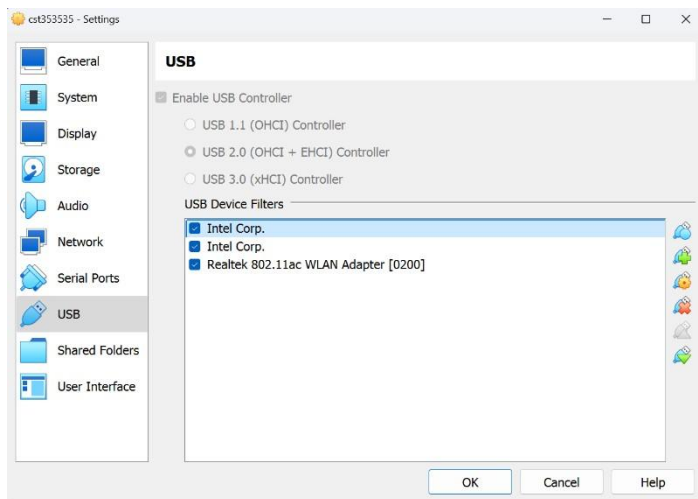 cst353535 - Settings
General
System
Display
Storage
Audio
Network
Serial Ports
USB
Shared Folders
User Interface
USB
Enable USB Controller
USB 1.1 (OHCI) Controller
USB 2.0 (OHCI + EHCI) Controller
USB 3.0 (xHCI) Controller
USB Device Filters
Intel Corp.
Intel Corp.
Realtek 802.11ac WLAN Adapter [0200]
OK Cancel Help